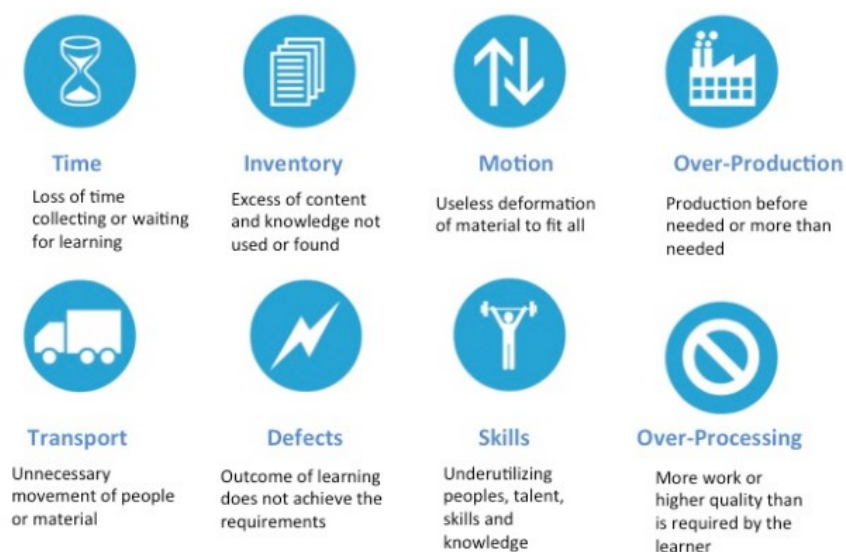 Time
Loss of time
collecting or waiting
for learning
Inventory
Excess of content
and knowledge not
used or found
Motion
Useless deformation
of material to fit all
Over-Production
Production before
needed or more than
needed
Transport
Unnecessary
movement of people
or material
Defects
Outcome of learning
does not achieve the
requirements
Skills
Underutilizing
peoples, talent,
skills and
knowledge
Over-Processing
More work or
higher quality than
is required by the
learner